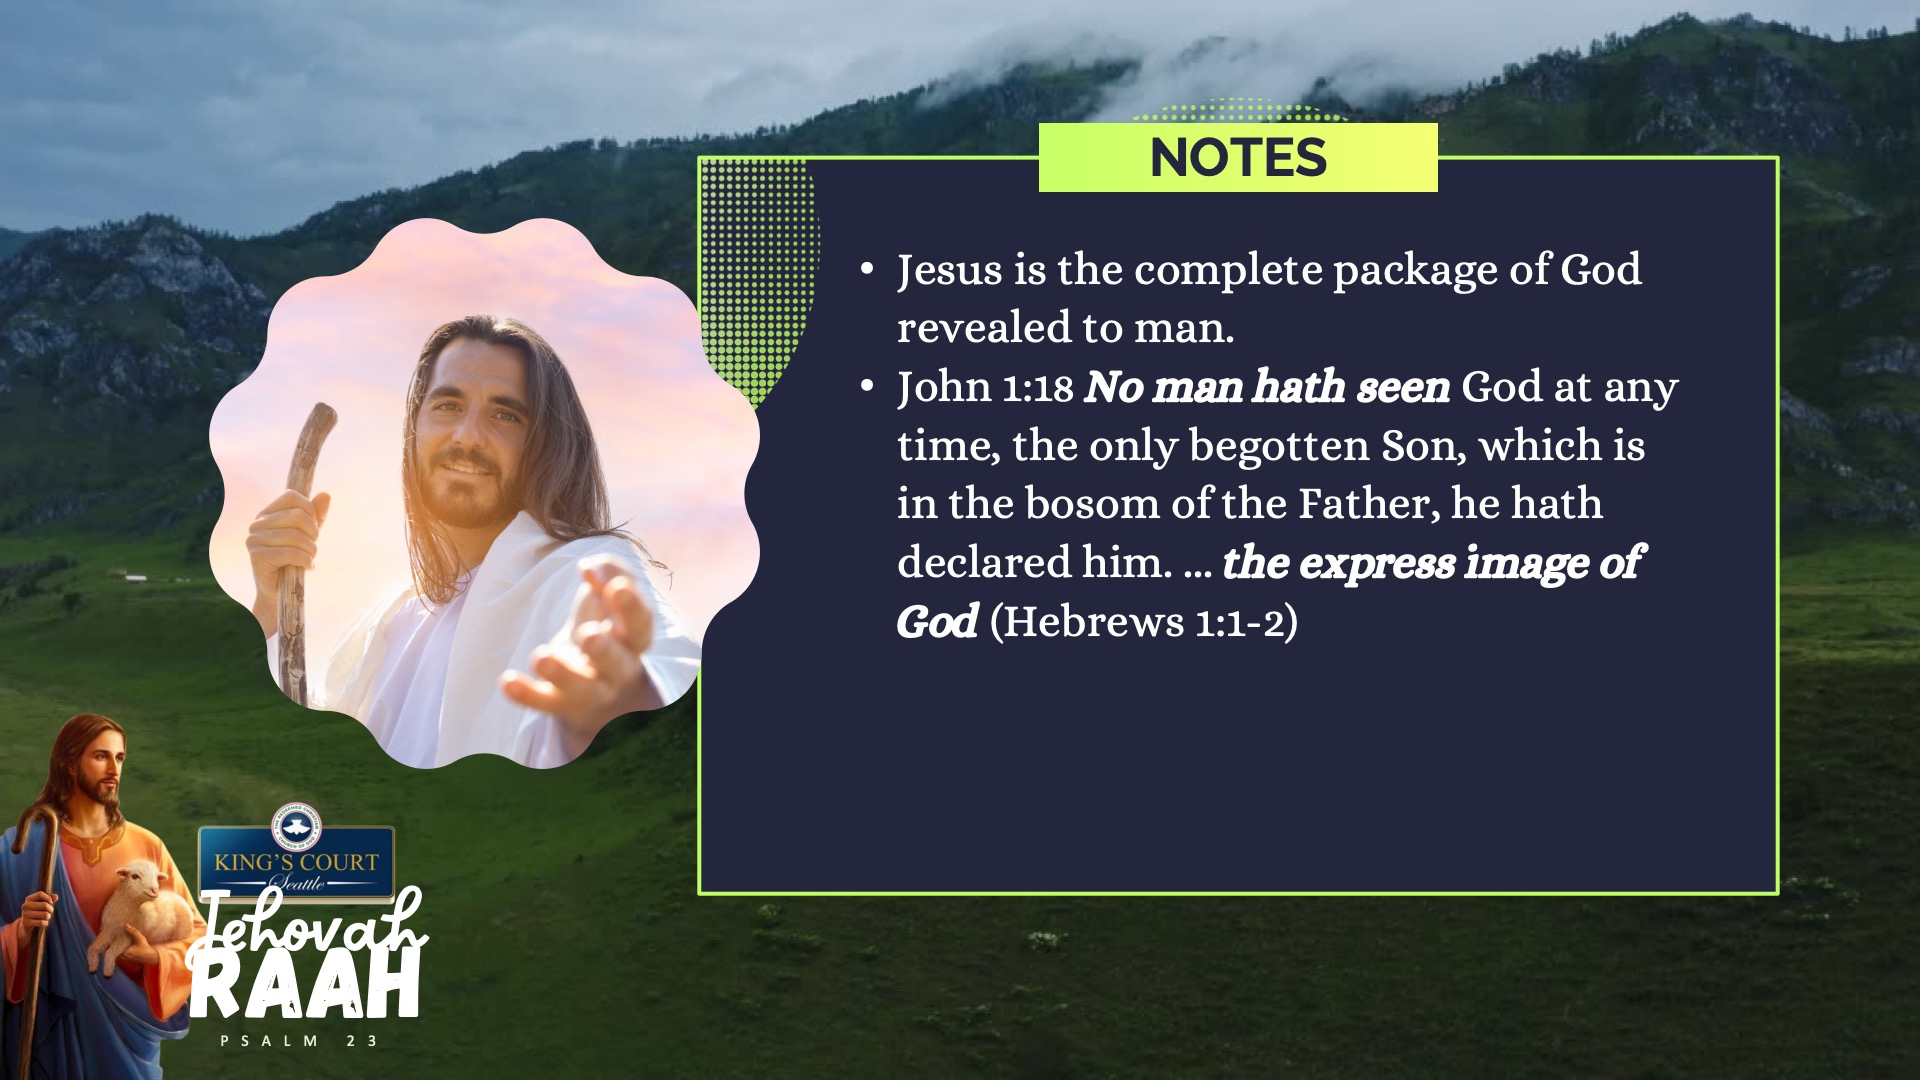 NOTES
• Jesus is the complete package of God
revealed to man.
• John 1:18 No man hath seen God at any
time, the only begotten Son, which is
in the bosom of the Father, he hath
declared him. ... the express image of
God (Hebrews 1:1-2)
KING'S COURT
Seattle
Jehovah
RAAH
PSALM 23